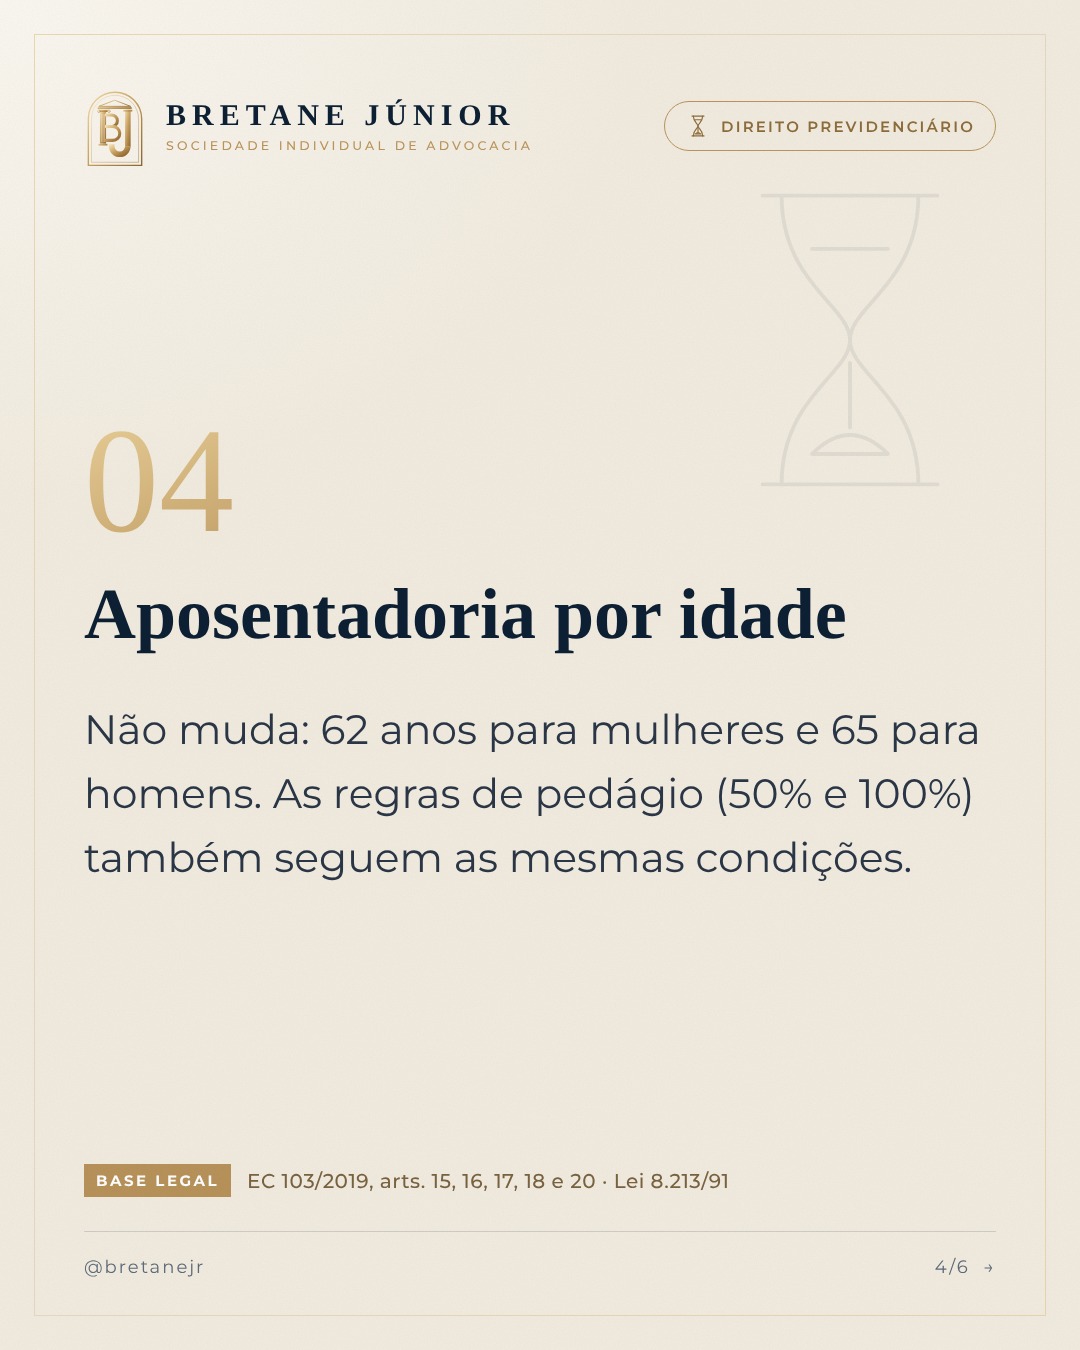 BJ
BRETANE JÚNIOR
SOCIEDADE INDIVIDUAL DE ADVOCACIA
DIREITO PREVIDENCIÁRIO
04
Aposentadoria por idade
Não muda: 62 anos para mulheres e 65 para
homens. As regras de pedágio (50% e 100%)
também seguem as mesmas condições.
BASE LEGAL EC 103/2019, arts. 15, 16, 17, 18 e 20 · Lei 8.213/91
@bretanejr
4/6 →